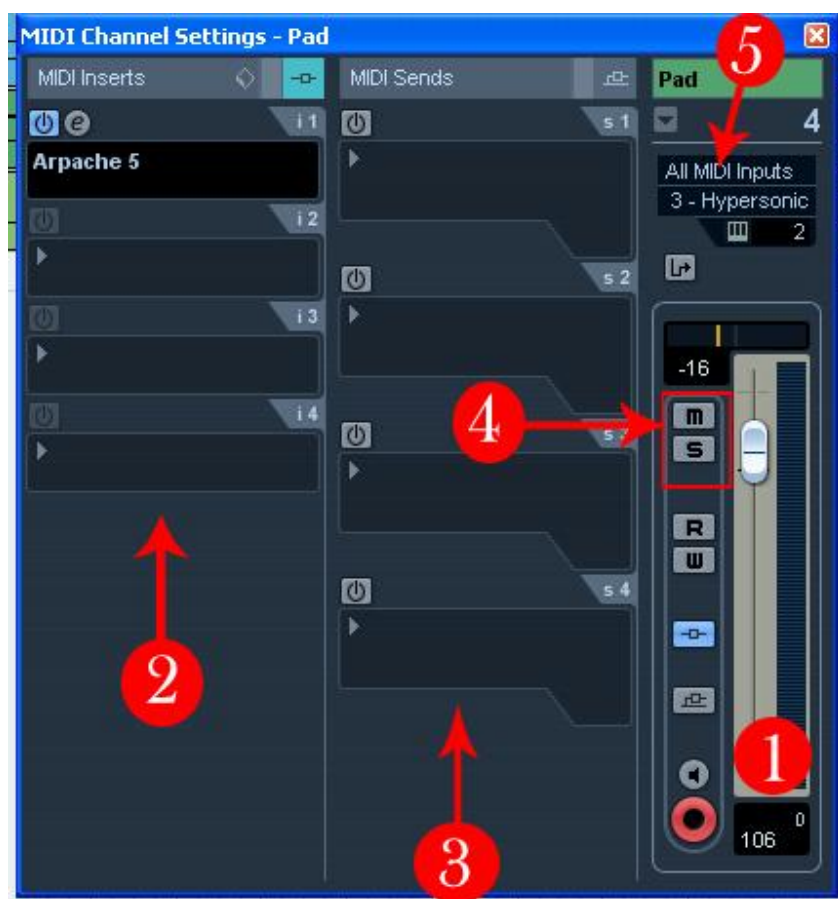 MIDI Channel Settings - Pad
5
MIDI Inserts
MIDI Sends
Pad
e
i 1
s 1
4
Arpache 5
All MIDI Inputs
3 - Hypersonic
i 2
2
s 2
i 3
-16
i 4
4
s 3
m
S
R
W
s 4
2
1
3
0
106